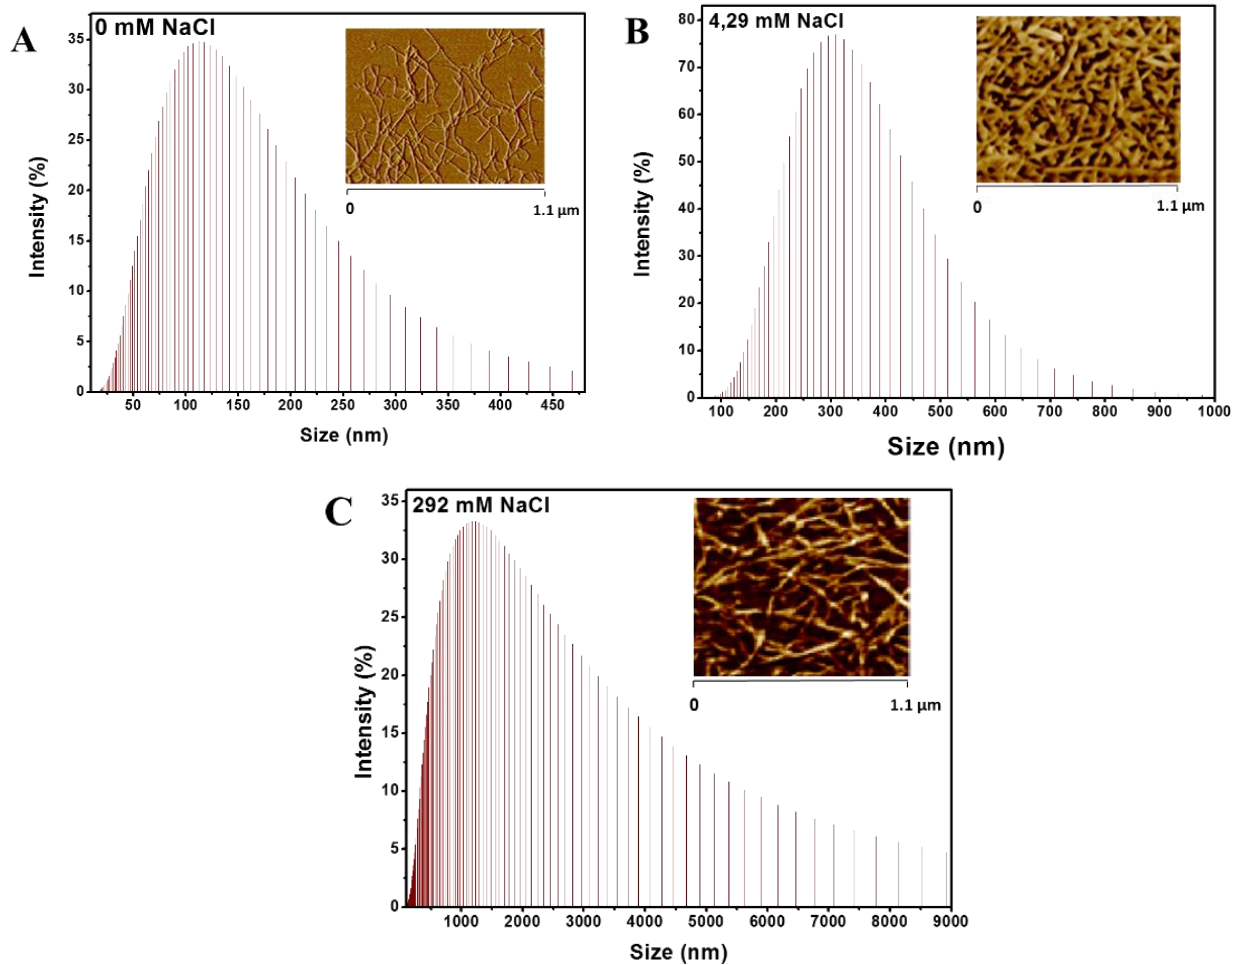 A
0 mM NaCl
35
30
25
20
15
10
5
0
Intensity (%)
50 100 150 200 250 300 350 400 450
Size (nm)
0 1.1 µm
B
4,29 mM NaCl
80
70
60
50
40
30
20
10
0
Intensity (%)
100 200 300 400 500 600 700 800 900 1000
Size (nm)
0 1.1 µm
C
292 mM NaCl
35
30
25
20
15
10
5
0
Intensity (%)
1000 2000 3000 4000 5000 6000 7000 8000 9000
Size (nm)
0 1.1 µm